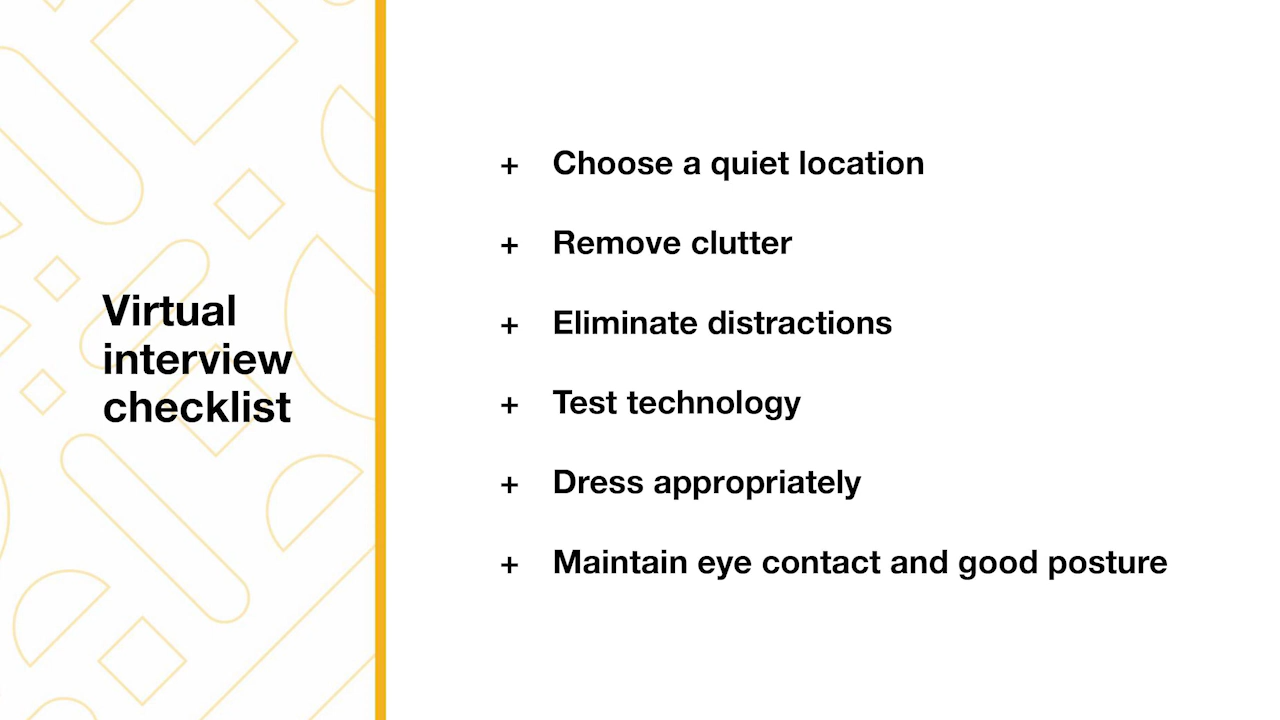 Virtual
interview
checklist
+ Choose a quiet location
+ Remove clutter
+ Eliminate distractions
+ Test technology
+ Dress appropriately
+ Maintain eye contact and good posture